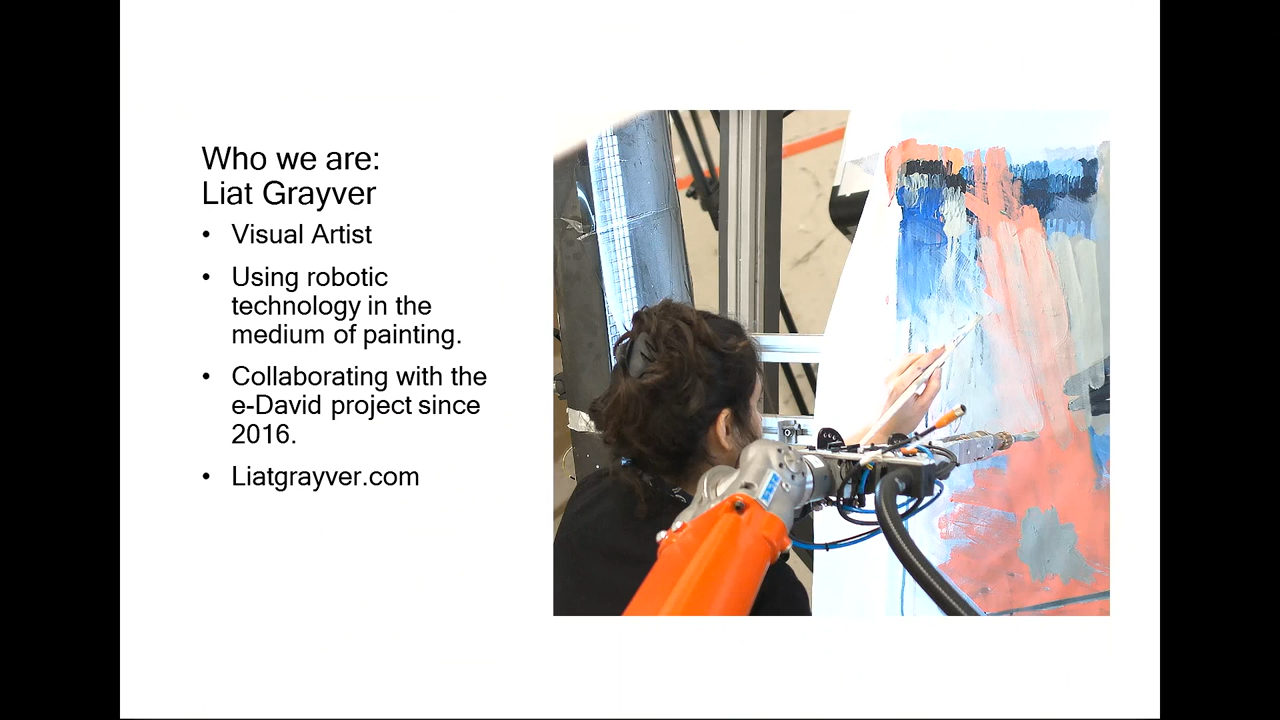 Who we are:
Liat Grayver
• Visual Artist
• Using robotic
technology in the
medium of painting.
• Collaborating with the
e-David project since
2016.
• Liatgrayver.com